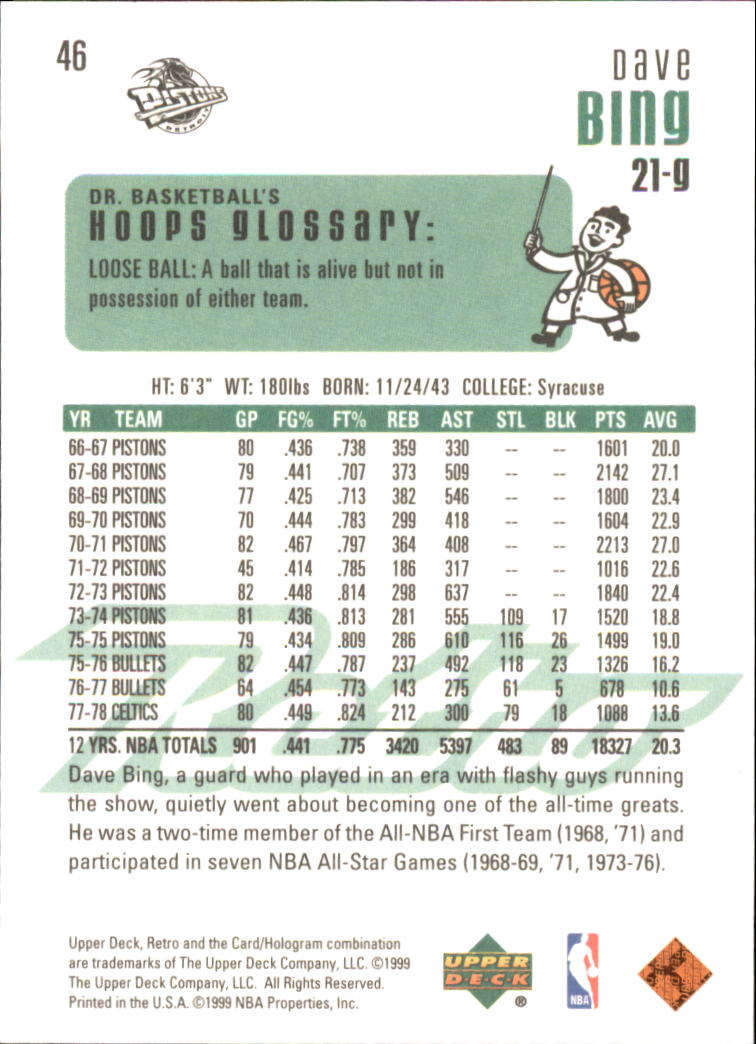 46
PISTONS
DETROIT
Dave
Bing
21-g
DR. BASKETBALL'S
HOOPS gLOSSaRY:
LOOSE BALL: A ball that is alive but not in
possession of either team.
HT: 6'3" WT: 180lbs BORN: 11/24/43 COLLEGE: Syracuse
YR TEAM GP FG% FT% REB AST STL BLK PTS AVG
66-67 PISTONS 80 .436 .738 359 330 -- -- 1601 20.0
67-68 PISTONS 79 .441 .707 373 509 -- -- 2142 27.1
68-69 PISTONS 77 .425 .713 382 546 -- -- 1800 23.4
69-70 PISTONS 70 .444 .783 299 418 -- -- 1604 22.9
70-71 PISTONS 82 .467 .797 364 408 -- -- 2213 27.0
71-72 PISTONS 45 .414 .785 186 317 -- -- 1016 22.6
72-73 PISTONS 82 .448 .814 298 637 -- -- 1840 22.4
73-74 PISTONS 81 .436 .813 281 555 109 17 1520 18.8
75-75 PISTONS 79 .434 .809 286 610 116 26 1499 19.0
75-76 BULLETS 82 .447 .787 237 492 118 23 1326 16.2
76-77 BULLETS 64 .454 .773 143 275 61 5 678 10.6
77-78 CELTICS 80 .449 .824 212 300 79 18 1088 13.6
12 YRS. NBA TOTALS 901 .441 .775 3420 5397 483 89 18327 20.3
Retro
Dave Bing, a guard who played in an era with flashy guys running
the show, quietly went about becoming one of the all-time greats.
He was a two-time member of the All-NBA First Team (1968, '71) and
participated in seven NBA All-Star Games (1968-69, '71, 1973-76).
Upper Deck, Retro and the Card/Hologram combination
are trademarks of The Upper Deck Company, LLC. ©1999
The Upper Deck Company, LLC. All Rights Reserved.
Printed in the U.S.A. ©1999 NBA Properties, Inc.
UPPER
D·E·C·K
®
NBA